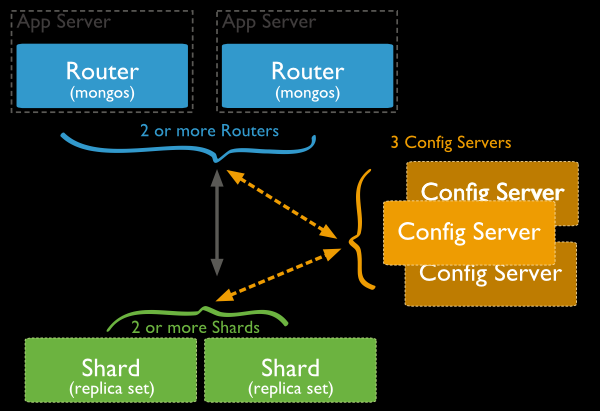 App Server
App Server
Router
(mongos)
Router
(mongos)
2 or more Routers
3 Config Servers
Config Server
Config Server
Config Server
2 or more Shards
Shard
(replica set)
Shard
(replica set)